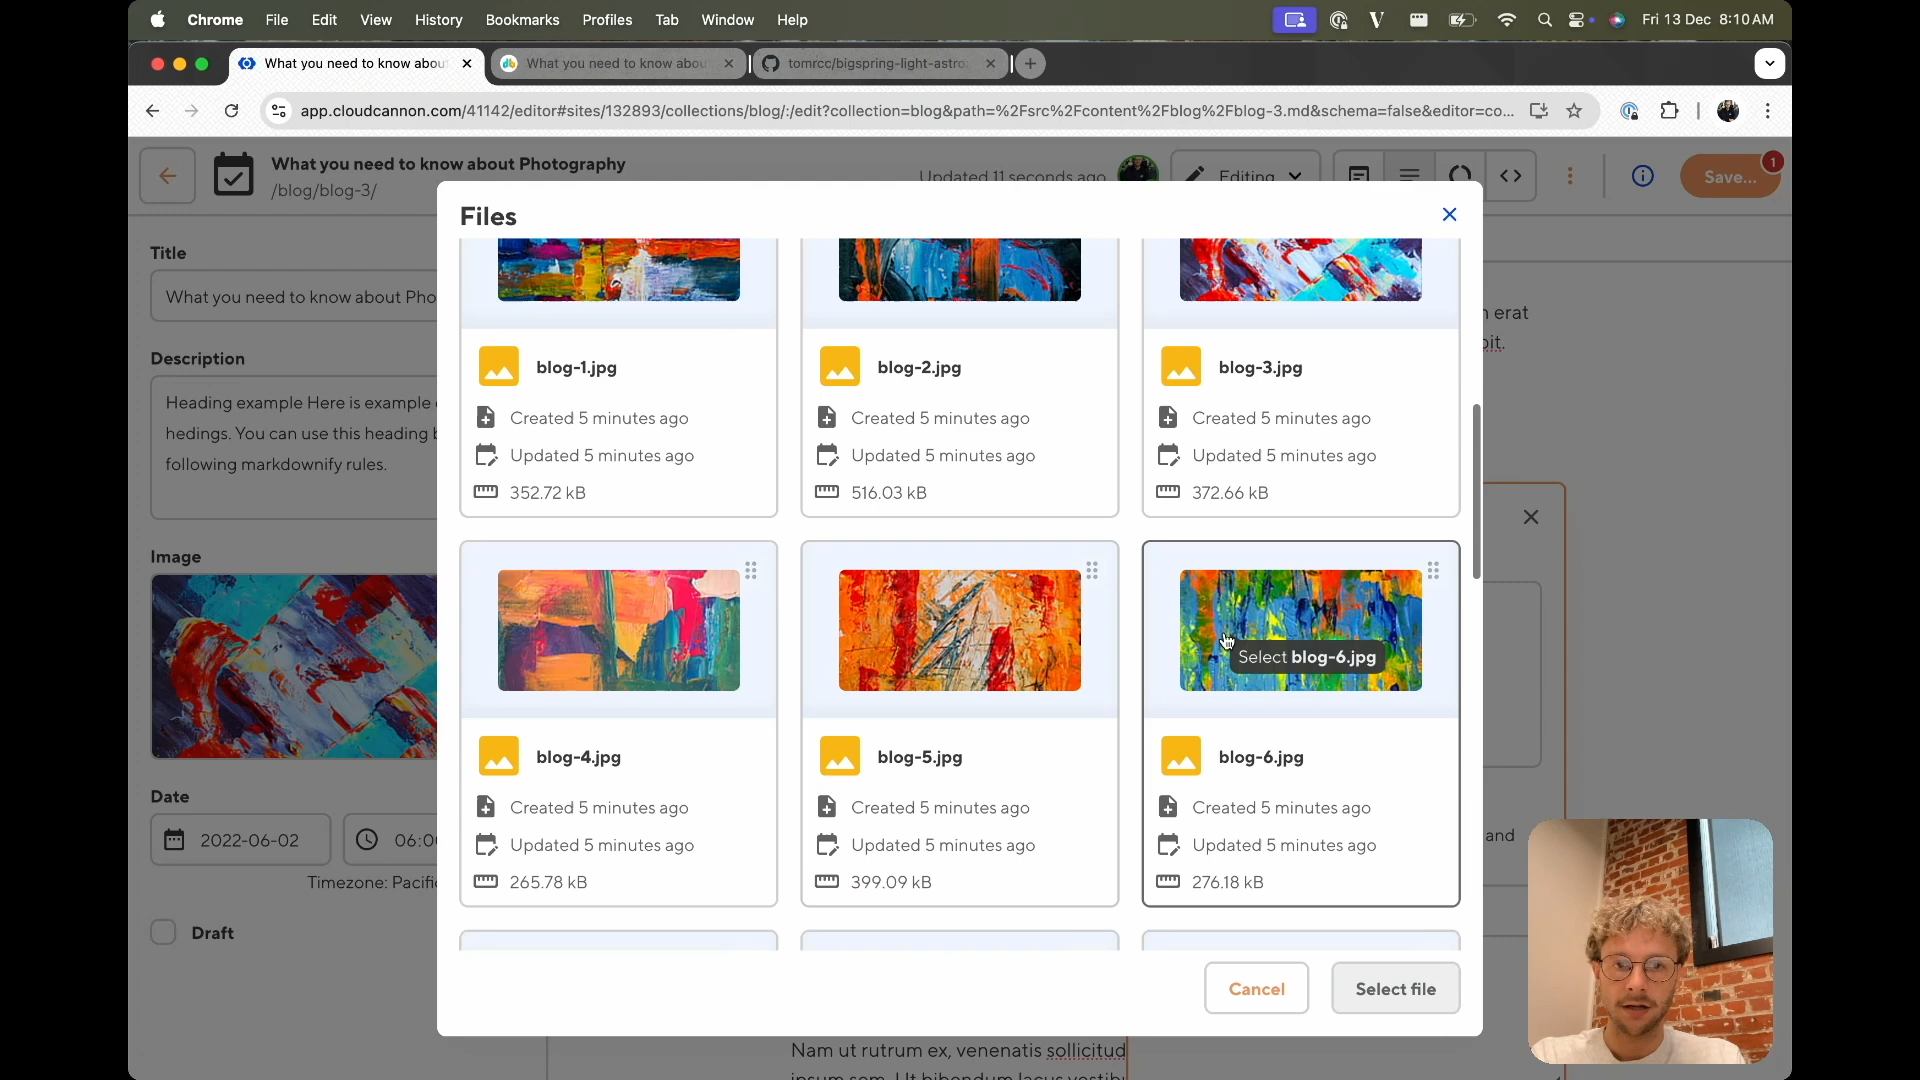 Chrome File Edit View History Bookmarks Profiles Tab Window Help
Fri 13 Dec 8:10 AM
What you need to know abou
What you need to know abou
tomrcc/bigspring-light-astro
app.cloudcannon.com/41142/editor#sites/132893/collections/blog/:/edit?collection=blog&path=%2Fsrc%2Fcontent%2Fblog%2Fblog-3.md&schema=false&editor=co...
What you need to know about Photography
/blog/blog-3/
Updated 11 seconds ago
Editing
Save...
1
Files
Title
What you need to know about Pho
Description
Heading example Here is example
hedings. You can use this heading
following markdownify rules.
Image
Date
2022-06-02
06:0
Timezone: Pacifi
Draft
blog-1.jpg
Created 5 minutes ago
Updated 5 minutes ago
352.72 kB
blog-2.jpg
Created 5 minutes ago
Updated 5 minutes ago
516.03 kB
blog-3.jpg
Created 5 minutes ago
Updated 5 minutes ago
372.66 kB
Select blog-6.jpg
blog-4.jpg
Created 5 minutes ago
Updated 5 minutes ago
265.78 kB
blog-5.jpg
Created 5 minutes ago
Updated 5 minutes ago
399.09 kB
blog-6.jpg
Created 5 minutes ago
Updated 5 minutes ago
276.18 kB
Cancel
Select file
erat
and
Nam ut rutrum ex, venenatis sollicitud